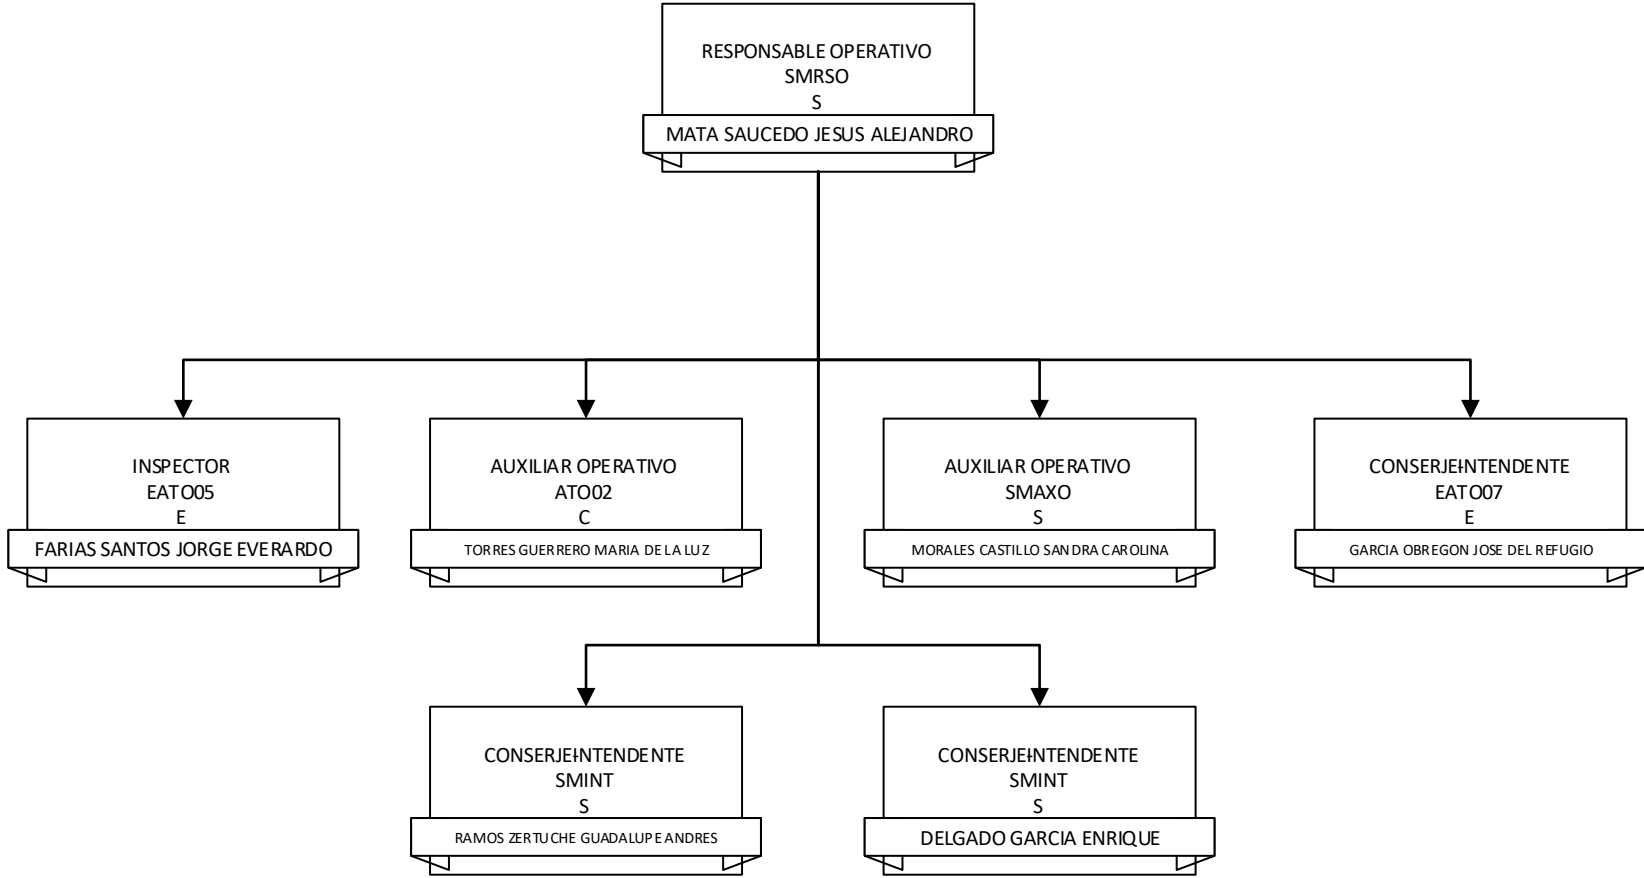 RESPONSABLE OPERATIVO
SMRSO
S
MATA SAUCEDO JESUS ALEJANDRO
INSPECTOR
EATO05
E
FARIAS SANTOS JORGE EVERARDO
AUXILIAR OPERATIVO
ATO02
C
TORRES GUERRERO MARIA DE LA LUZ
AUXILIAR OPERATIVO
SMAXO
S
MORALES CASTILLO SANDRA CAROLINA
CONSERJE-INTENDENTE
EATO07
E
GARCIA OBREGON JOSE DEL REFUGIO
CONSERJE-INTENDENTE
SMINT
S
RAMOS ZERTUCHE GUADALUPE ANDRES
CONSERJE-INTENDENTE
SMINT
S
DELGADO GARCIA ENRIQUE